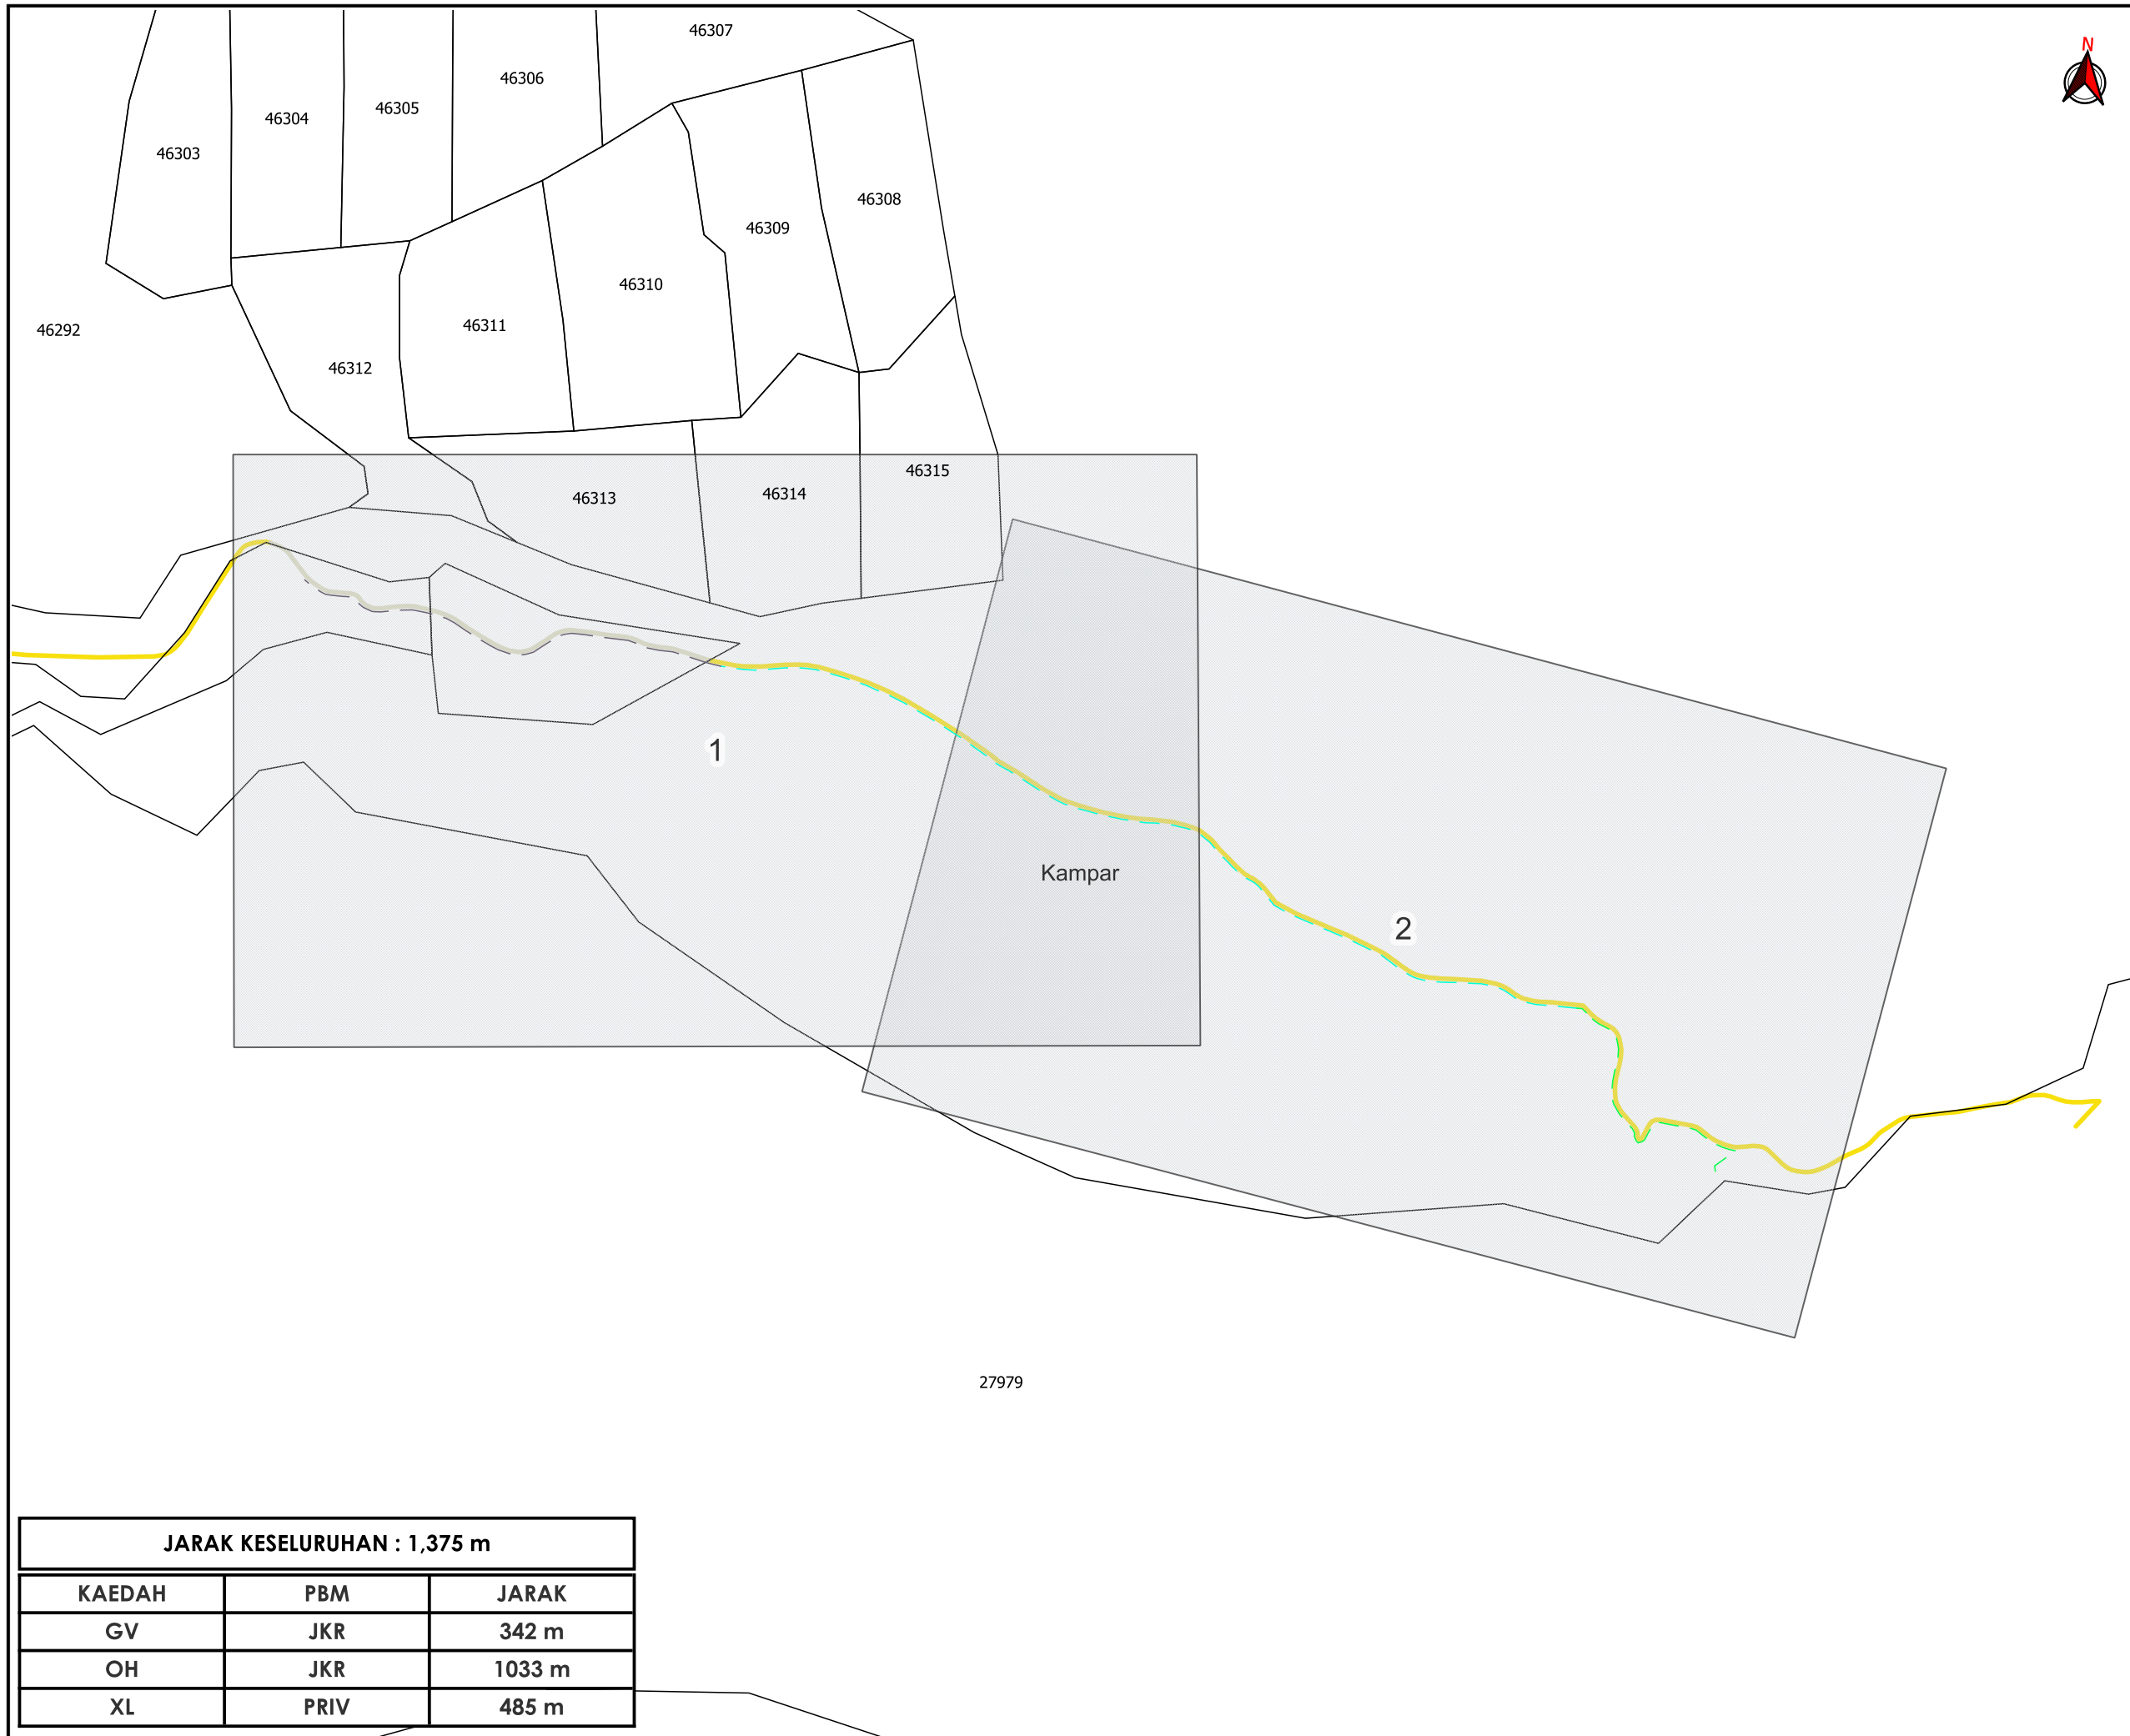 46307
N
46306
46305
46304
46303
46308
46309
46310
46311
46292
46312
46315
46314
46313
1
Kampar
2
27979
JARAK KESELURUHAN : 1,375 m
KAEDAH PBM JARAK
GV JKR 342 m
OH JKR 1033 m
XL PRIV 485 m